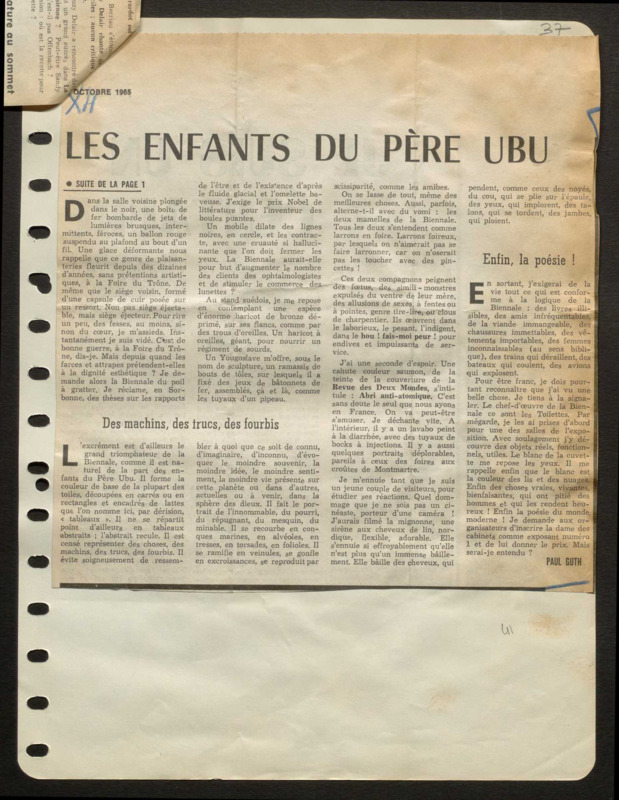 37
OCTOBRE 1965
XII
LES ENFANTS DU PÈRE UBU
● SUITE DE LA PAGE 1
Dans la salle voisine plongée
dans le noir, une boîte de
fer bombarde de jets de
lumières brusques, inter-
mittents, féroces, un ballon rouge
suspendu au plafond au bout d'un
fil. Une glace déformante nous
rappelle que ce genre de plaisan-
teries fleurit depuis des dizaines
d'années, sans prétentions artisti-
ques, à la Foire du Trône. De
même que le siège voisin, formé
d'une capsule de cuir posée sur
un ressort. Non pas siège éjecta-
ble, mais siège éjecteur. Pour rire
un peu, des fesses, au moins, si-
non du cœur, je m'assieds. Ins-
tantanément je suis vidé. C'est de
bonne guerre, à la Foire du Trô-
ne, dis-je. Mais depuis quand les
farces et attrapes prétendent-elles
à la dignité esthétique ? Je de-
mande alors la Biennale du poil
à gratter. Je réclame, en Sor-
bonne, des thèses sur les rapports
de l'être et de l'existence d'après
le fluide glacial et l'omelette ba-
veuse. J'exige le prix Nobel de
littérature pour l'inventeur des
boules puantes.
Un mobile dilate des lignes
noires, en cercle, et les contrac-
te, avec une cruauté si halluci-
nante que l'on doit fermer les
yeux. La Biennale aurait-elle
pour but d'augmenter le nombre
des clients des ophtalmologistes
et de stimuler le commerce des
lunettes ?
Au stand suédois, je me repose
en contemplant une espèce
d'énorme haricot de bronze dé-
primé, sur ses flancs, comme par
des trous d'oreilles. Un haricot à
oreilles, géant, pour nourrir un
régiment de sourds.
Un Yougoslave m'offre, sous le
nom de sculpture, un ramassis de
bouts de tôles, sur lesquels il a
fixé des jeux de bâtonnets de
fer, assemblés, çà et là, comme
les tuyaux d'un pipeau.
Des machins, des trucs, des fourbis
L'excrément est d'ailleurs le
grand triomphateur de la
Biennale, comme il est na-
turel de la part des en-
fants du Père Ubu. Il forme la
couleur de base de la plupart des
toiles, découpées en carrés ou en
rectangles et encadrés de lattes
que l'on nomme ici, par dérision,
« tableaux ». Il ne se répartit
point d'ailleurs en tableaux
abstraits ; l'abstrait recule. Il est
censé représenter des choses, des
machins, des trucs, des fourbis. Il
évite soigneusement de ressem-
bler à quoi que ce soit de connu,
d'imaginaire, d'inconnu, d'évo-
quer le moindre souvenir, la
moindre idée, le moindre senti-
ment, la moindre vie présente sur
cette planète ou dans d'autres,
actuelles ou à venir, dans la
sphère des dieux. Il fait le por-
trait de l'innommable, du pourri,
du répugnant, du mesquin, du
minable. Il se recourbe en con-
ques marines, en alvéoles, en
tresses, en torsades, en folioles. Il
se ramifie en veinules, se gonfle
en excroissances, se reproduit par
scissiparité, comme les amibes.
On se lasse de tout, même des
meilleures choses. Aussi, parfois
alterne-t-il avec du vomi : les
deux mamelles de la Biennale.
Tous les deux s'entendent comme
larrons en foire. Larrons foireux,
par lesquels on n'aimerait pas se
faire larronner, car on n'oserait
pas les toucher avec des pin-
cettes !
Ces deux compagnons peignent
des fœtus, des simili - monstres
expulsés du ventre de leur mère,
des allusions de sexes, à fentes ou
à pointes, genre tire-lire, ou clous
de charpentier. Ils œuvrent dans
le laborieux, le pesant, l'indigent,
dans le bou ! fais-moi peur ! pour
endives et impuissants de ser-
vice.
J'ai une seconde d'espoir. Une
cahute couleur saumon, de la
teinte de la couverture de la
Revue des Deux Mondes, s'inti-
tule : Abri anti-atomique. C'est
sans doute le seul que nous ayons
en France. On va peut-être
s'amuser. Je déchante vite. A
l'intérieur, il y a un lavabo peint
à la diarrhée, avec des tuyaux de
bocks à injections. Il y a aussi
quelques portraits déplorables,
pareils à ceux des foires aux
croûtes de Montmartre.
Je m'ennuie tant que je suis
un jeune couple de visiteurs, pour
étudier ses réactions. Quel dom-
mage que je ne sois pas un ci-
néaste, porteur d'une caméra !
J'aurais filmé la mignonne, une
sirène aux cheveux de lin, nor-
dique, flexible, adorable. Elle
s'ennuie si effroyablement qu'elle
n'est plus qu'un immense bâille-
ment. Elle bâille des cheveux, qui
pendent, comme ceux des noyés,
du cou, qui se plie sur l'épaule,
des yeux, qui implorent, des ta-
lons, qui se tordent, des jambes,
qui ploient.
Enfin, la poésie !
En sortant, j'exigerai de la
vie tout ce qui est confor-
me à la logique de la
Biennale : des livres illi-
sibles, des amis infréquentables,
de la viande immangeable, des
chaussures immettables, des vê-
tements importables, des femmes
inconnaissables (au sens bibli-
que), des trains qui déraillent, des
bateaux qui coulent, des avions
qui explosent.
Pour être franc, je dois pour-
tant reconnaître que j'ai vu une
belle chose. Je tiens à la signa-
ler. Le chef-d'œuvre de la Bien-
nale ce sont les Toilettes. Par
mégarde, je les ai prises d'abord
pour une des salles de l'expo-
sition. Avec soulagement j'y dé-
couvre des objets réels, fonction-
nels, utiles. Le blanc de la cuvet-
te me repose les yeux. Il me
rappelle enfin que le blanc est
la couleur des lis et des nuages.
Enfin des choses vraies, vivantes,
bienfaisantes, qui ont pitié des
hommes et qui les rendent heu-
reux ! Enfin la poésie du monde
moderne ! Je demande aux or-
ganisateurs d'inscrire la dame des
cabinets comme exposant numéro
1 et de lui donner le prix. Mais
serai-je entendu ?
PAUL GUTH
41